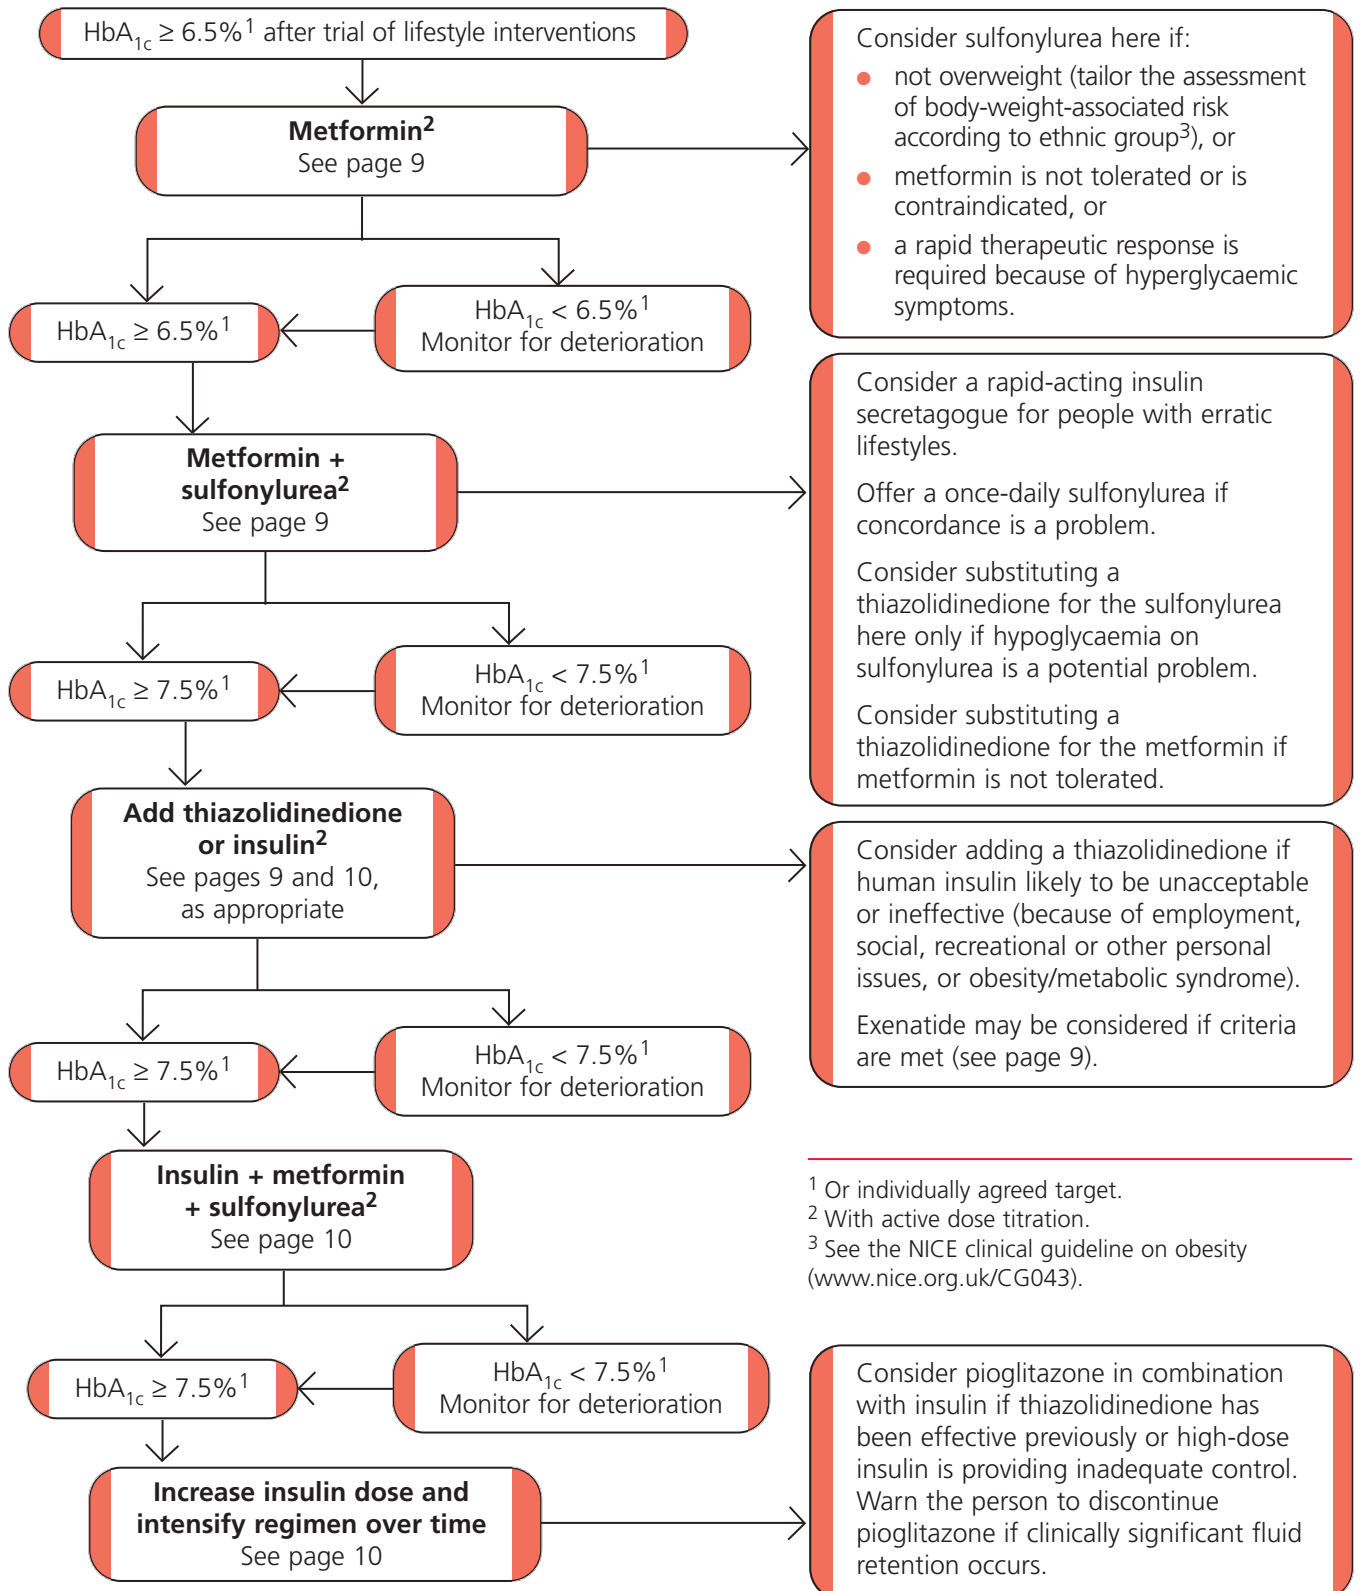 HbA1c ≥ 6.5%1 after trial of lifestyle interventions
Metformin2
See page 9
Consider sulfonylurea here if:
● not overweight (tailor the assessment
of body-weight-associated risk
according to ethnic group3), or
● metformin is not tolerated or is
contraindicated, or
● a rapid therapeutic response is
required because of hyperglycaemic
symptoms.
HbA1c ≥ 6.5%1
HbA1c < 6.5%1
Monitor for deterioration
Metformin +
sulfonylurea2
See page 9
Consider a rapid-acting insulin
secretagogue for people with erratic
lifestyles.
Offer a once-daily sulfonylurea if
concordance is a problem.
Consider substituting a
thiazolidinedione for the sulfonylurea
here only if hypoglycaemia on
sulfonylurea is a potential problem.
Consider substituting a
thiazolidinedione for the metformin if
metformin is not tolerated.
HbA1c ≥ 7.5%1
HbA1c < 7.5%1
Monitor for deterioration
Add thiazolidinedione
or insulin2
See pages 9 and 10,
as appropriate
Consider adding a thiazolidinedione if
human insulin likely to be unacceptable
or ineffective (because of employment,
social, recreational or other personal
issues, or obesity/metabolic syndrome).
Exenatide may be considered if criteria
are met (see page 9).
HbA1c ≥ 7.5%1
HbA1c < 7.5%1
Monitor for deterioration
Insulin + metformin
+ sulfonylurea2
See page 10
1 Or individually agreed target.
2 With active dose titration.
3 See the NICE clinical guideline on obesity
(www.nice.org.uk/CG043).
HbA1c ≥ 7.5%1
HbA1c < 7.5%1
Monitor for deterioration
Increase insulin dose and
intensify regimen over time
See page 10
Consider pioglitazone in combination
with insulin if thiazolidinedione has
been effective previously or high-dose
insulin is providing inadequate control.
Warn the person to discontinue
pioglitazone if clinically significant fluid
retention occurs.